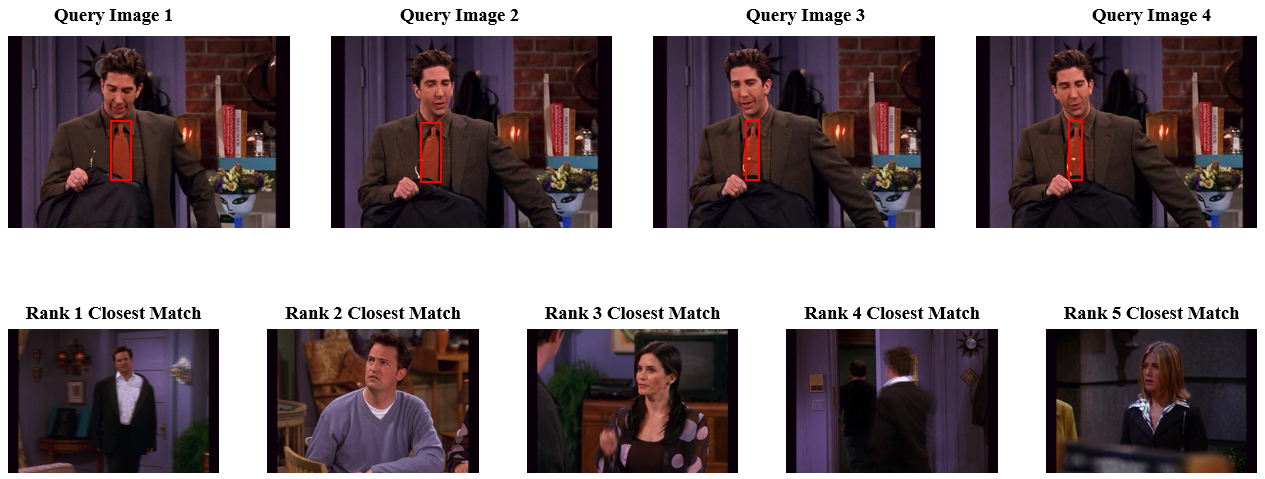 Query Image 1
Query Image 2
Query Image 3
Query Image 4
Rank 1 Closest Match
Rank 2 Closest Match
Rank 3 Closest Match
Rank 4 Closest Match
Rank 5 Closest Match